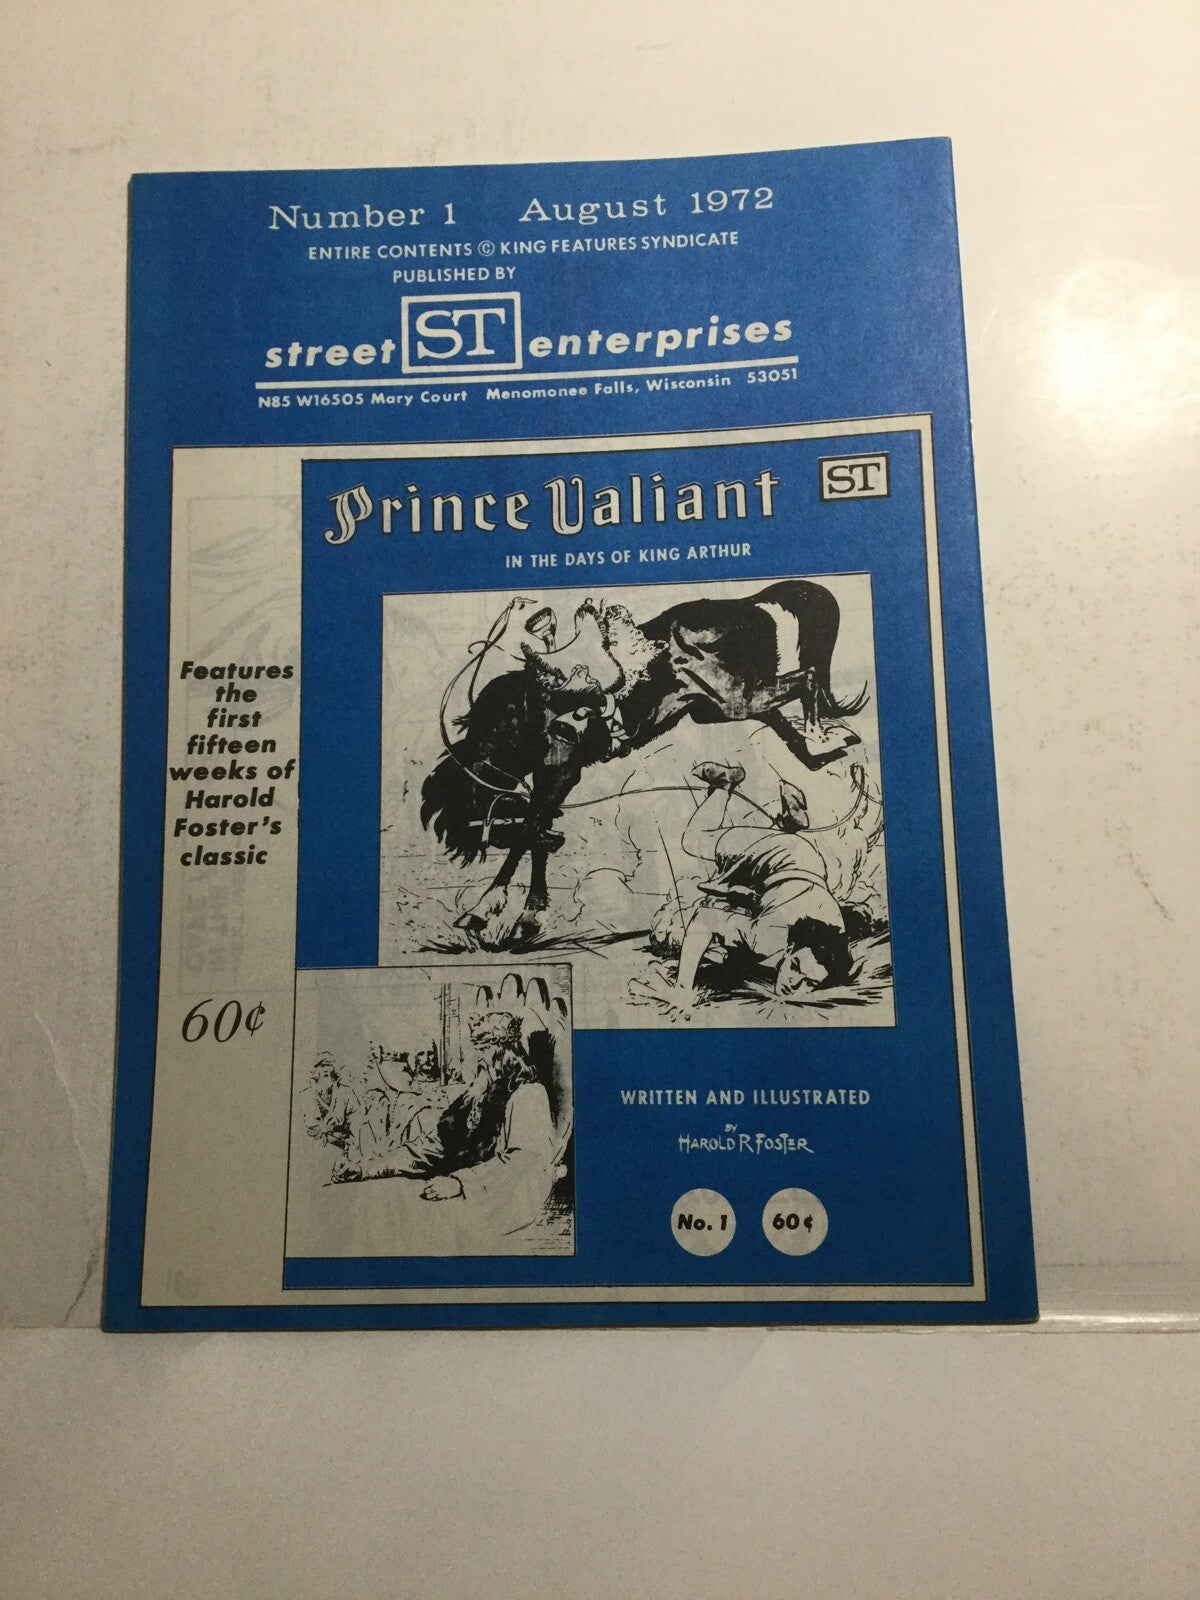 Number 1 August 1972
ENTIRE CONTENTS © KING FEATURES SYNDICATE
PUBLISHED BY
street ST enterprises
N85 W16505 Mary Court Menomonee Falls, Wisconsin 53051
Prince Valiant
ST
IN THE DAYS OF KING ARTHUR
Features
the
first
fifteen
weeks of
Harold
Foster's
classic
60¢
WRITTEN AND ILLUSTRATED
BY
HAROLD R FOSTER
No. 1
60¢